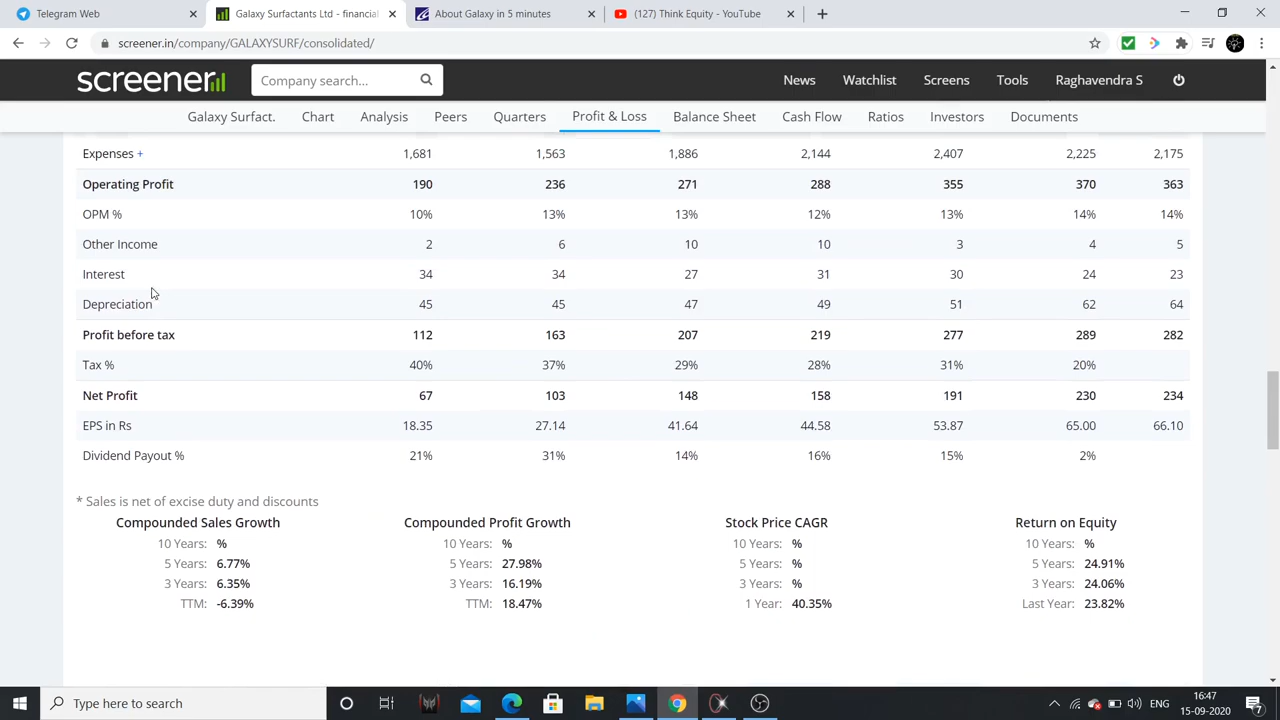 Telegram Web
Galaxy Surfactants Ltd - financial
About Galaxy in 5 minutes
(127) Think Equity - YouTube
screener.in/company/GALAXYSURF/consolidated/
screener
Company search...
News Watchlist Screens Tools Raghavendra S
Galaxy Surfact. Chart Analysis Peers Quarters Profit & Loss Balance Sheet Cash Flow Ratios Investors Documents
Expenses + 1,681 1,563 1,886 2,144 2,407 2,225 2,175
Operating Profit 190 236 271 288 355 370 363
OPM % 10% 13% 13% 12% 13% 14% 14%
Other Income 2 6 10 10 3 4 5
Interest 34 34 27 31 30 24 23
Depreciation 45 45 47 49 51 62 64
Profit before tax 112 163 207 219 277 289 282
Tax % 40% 37% 29% 28% 31% 20%
Net Profit 67 103 148 158 191 230 234
EPS in Rs 18.35 27.14 41.64 44.58 53.87 65.00 66.10
Dividend Payout % 21% 31% 14% 16% 15% 2%
* Sales is net of excise duty and discounts
Compounded Sales Growth
10 Years: %
5 Years: 6.77%
3 Years: 6.35%
TTM: -6.39%
Compounded Profit Growth
10 Years: %
5 Years: 27.98%
3 Years: 16.19%
TTM: 18.47%
Stock Price CAGR
10 Years: %
5 Years: %
3 Years: %
1 Year: 40.35%
Return on Equity
10 Years: %
5 Years: 24.91%
3 Years: 24.06%
Last Year: 23.82%
Type here to search
ENG
16:47
15-09-2020
7